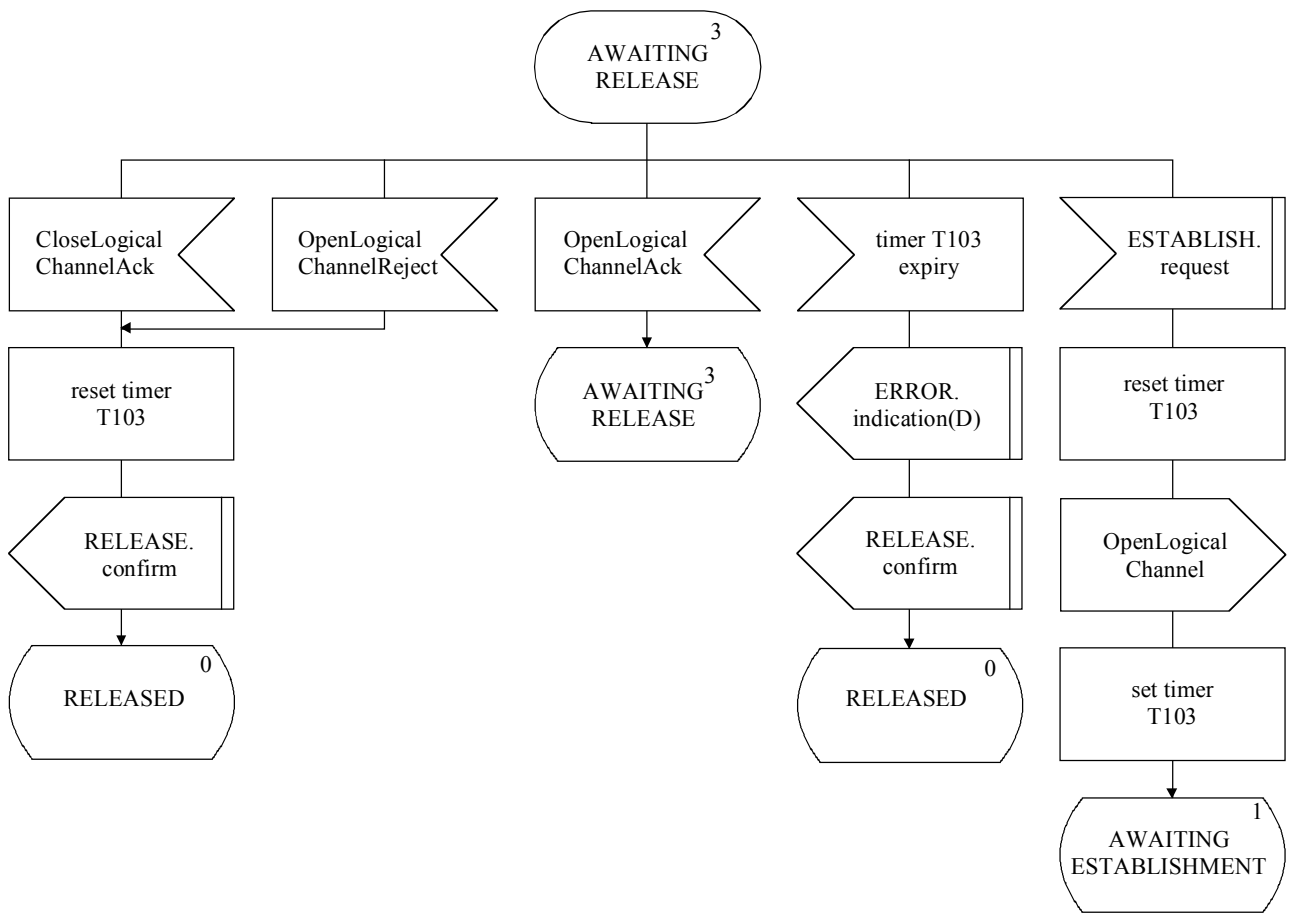 3
AWAITING
RELEASE
CloseLogical
ChannelAck
OpenLogical
ChannelReject
OpenLogical
ChannelAck
timer T103
expiry
ESTABLISH.
request
reset timer
T103
3
AWAITING
RELEASE
ERROR.
indication(D)
reset timer
T103
RELEASE.
confirm
RELEASE.
confirm
OpenLogical
Channel
0
RELEASED
0
RELEASED
set timer
T103
1
AWAITING
ESTABLISHMENT